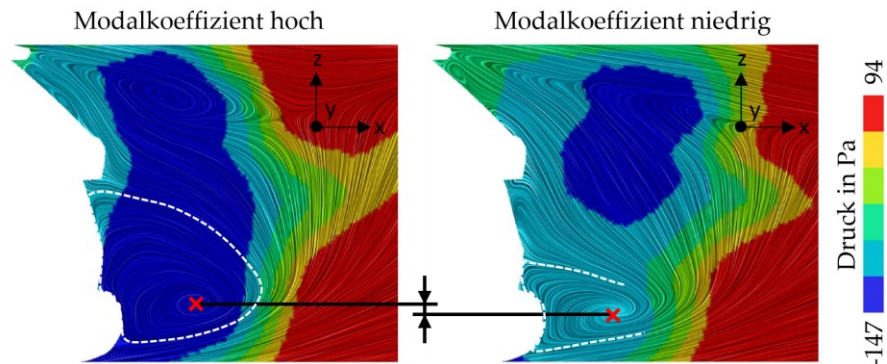 Modalkoeffizient hoch
Modalkoeffizient niedrig
z
y
x
z
y
x
94
Druck in Pa
-147